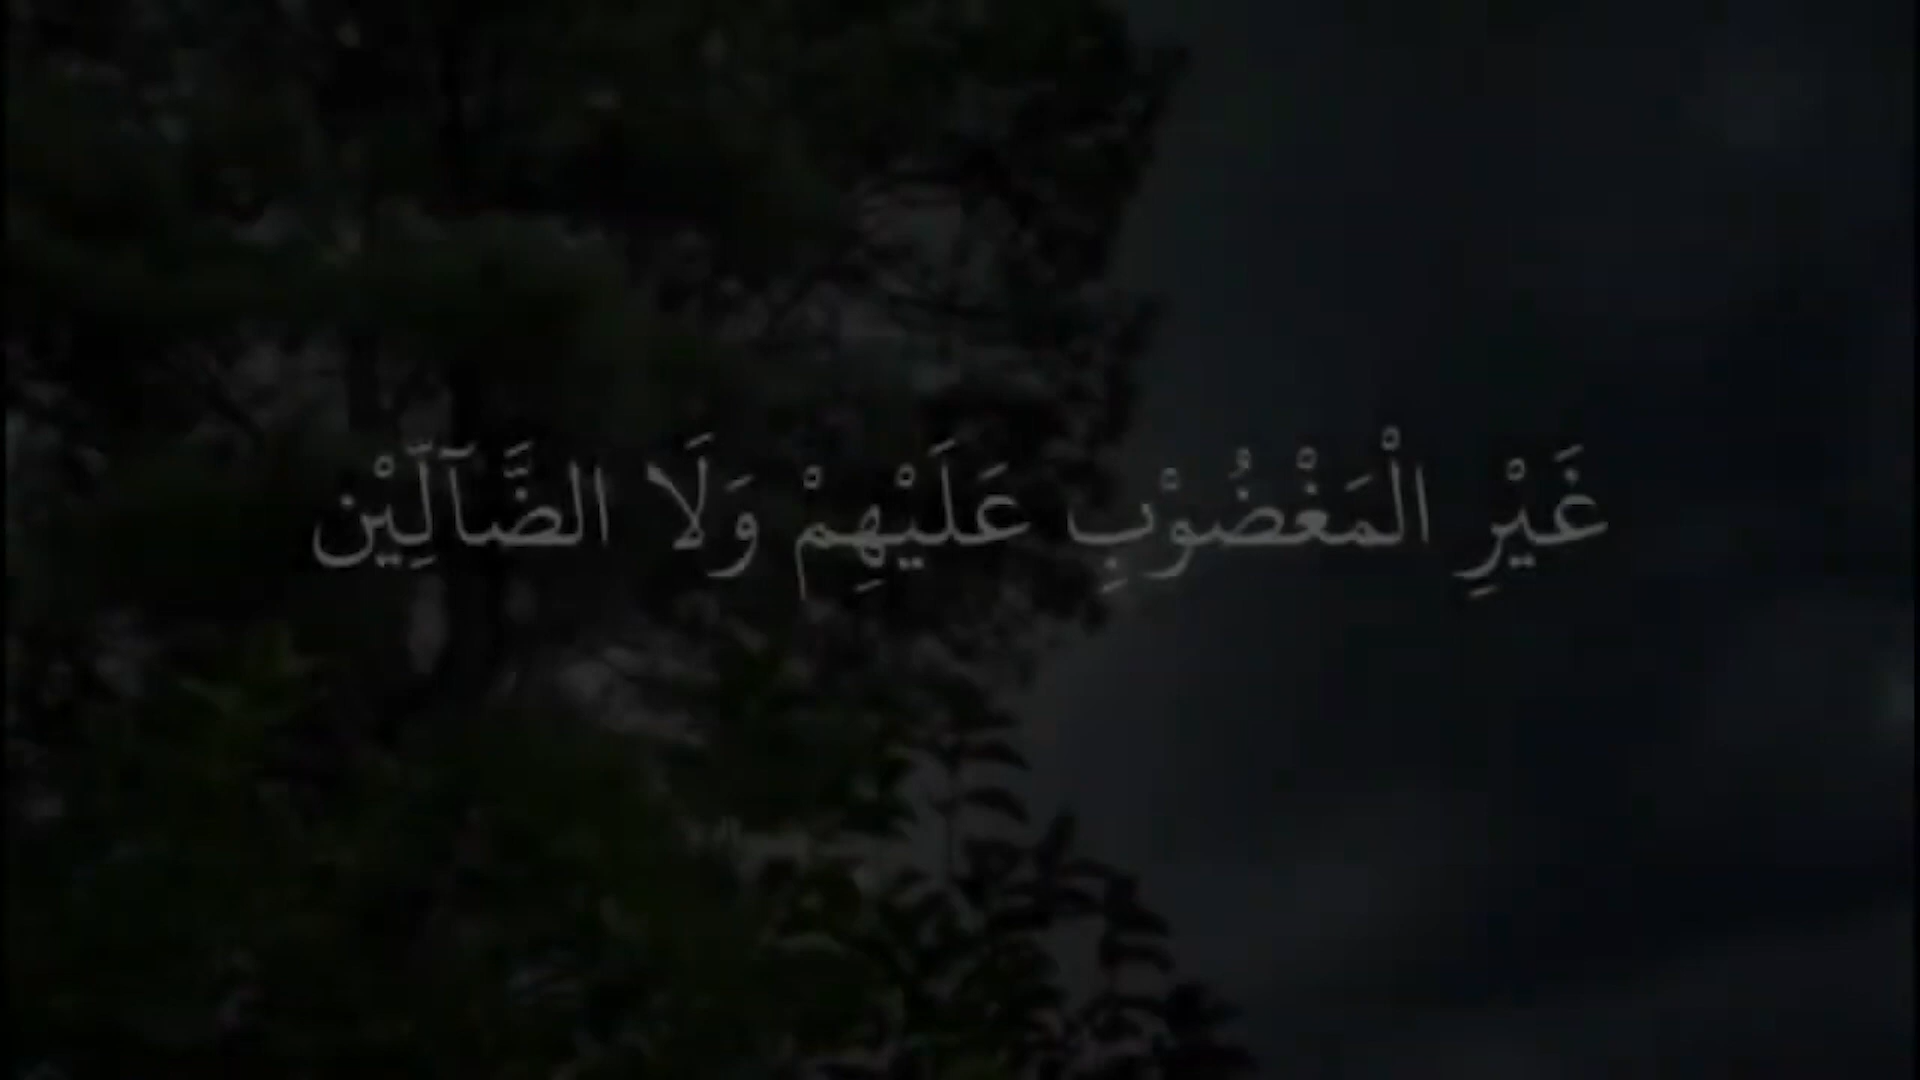 غَيْرِ الْمَغْضُوْبِ عَلَيْهِمْ وَلَا الضَّآلِّيْن